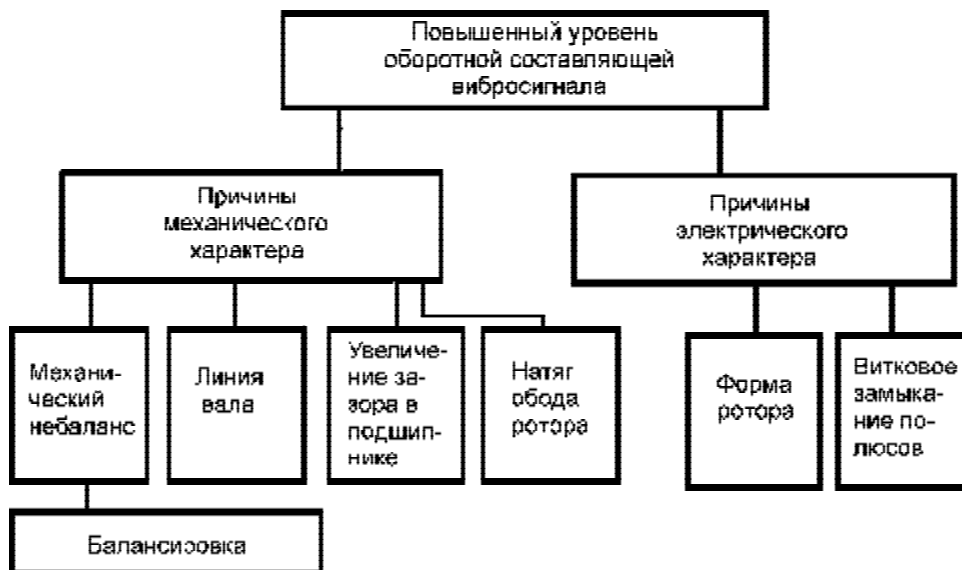 Повышенный уровень
оборотной составляющей
вибросигнала
Причины
механического
характера
Причины
электрического
характера
Механи-
ческий
небаланс
Линия
вала
Увеличе-
ние за-
зора в
подшип-
нике
Натяг
обода
ротора
Форма
ротора
Витковое
замыка-
ние по-
люсов
Балансировка